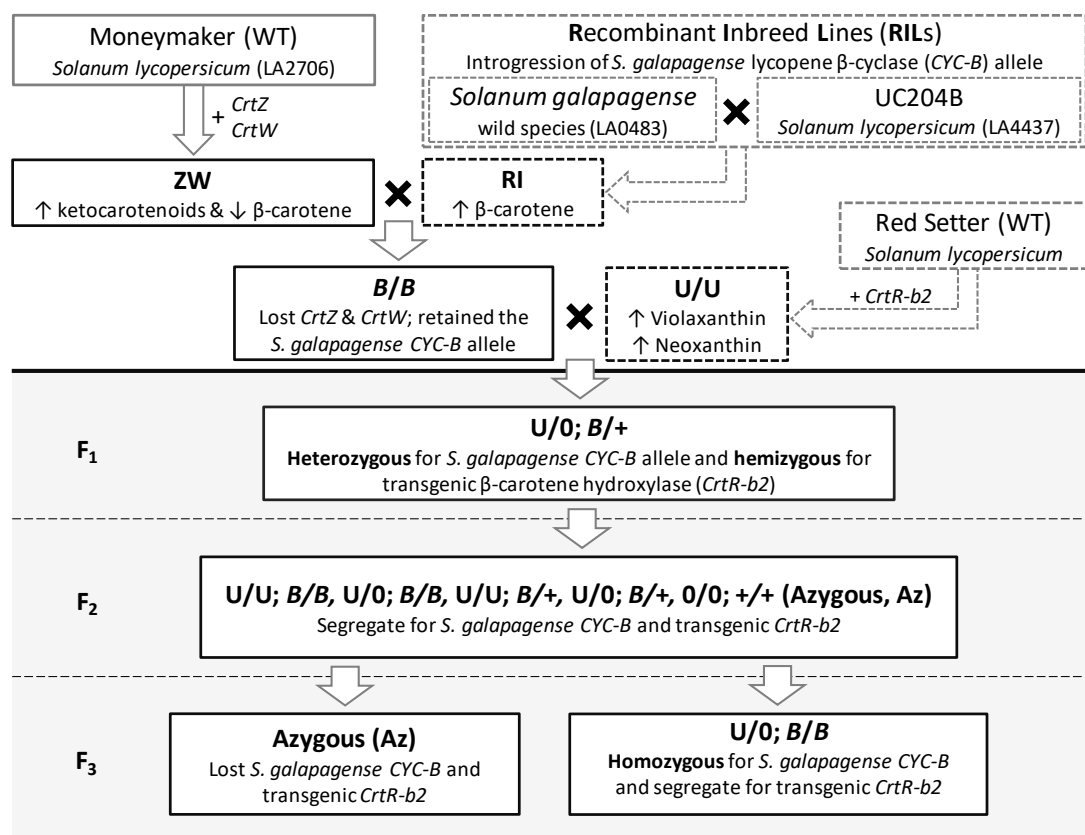 Moneymaker (WT)
Solanum lycopersicum (LA2706)
+ CrtZ
CrtW
Recombinant Inbreed Lines (RILs)
Introgression of S. galapagense lycopene β-cyclase (CYC-B) allele
Solanum galapagense
wild species (LA0483)
UC204B
Solanum lycopersicum (LA4437)
ZW
↑ ketocarotenoids & ↓ β-carotene
RI
↑ β-carotene
Red Setter (WT)
Solanum lycopersicum
+ CrtR-b2
B/B
Lost CrtZ & CrtW; retained the
S. galapagense CYC-B allele
U/U
↑ Violaxanthin
↑ Neoxanthin
F1
U/0; B/+
Heterozygous for S. galapagense CYC-B allele and hemizygous for
transgenic β-carotene hydroxylase (CrtR-b2)
F2
U/U; B/B, U/0; B/B, U/U; B/+, U/0; B/+, 0/0; +/+ (Azygous, Az)
Segregate for S. galapagense CYC-B and transgenic CrtR-b2
F3
Azygous (Az)
Lost S. galapagense CYC-B and
transgenic CrtR-b2
U/0; B/B
Homozygous for S. galapagense CYC-B
and segregate for transgenic CrtR-b2